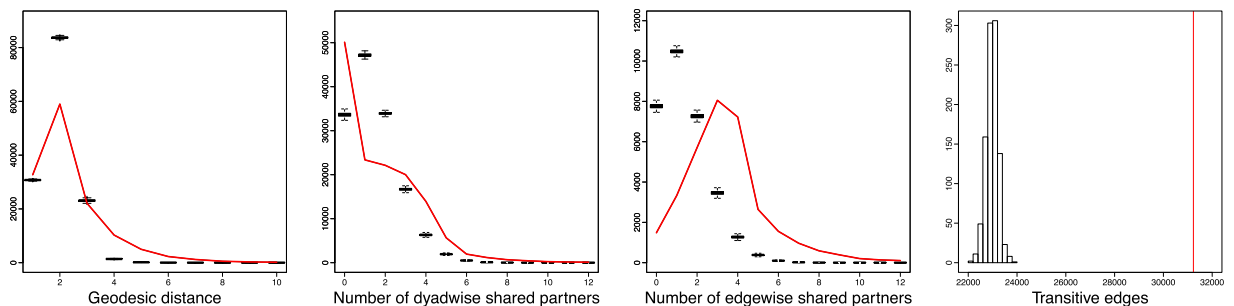 0 20000 40000 60000 80000
2 4 6 8 10
Geodesic distance
0 10000 20000 30000 40000 50000
0 2 4 6 8 10 12
Number of dyadwise shared partners
0 2000 4000 6000 8000 10000 12000
0 2 4 6 8 10 12
Number of edgewise shared partners
0 50 100 150 200 250 300
22000 24000 26000 28000 30000 32000
Transitive edges